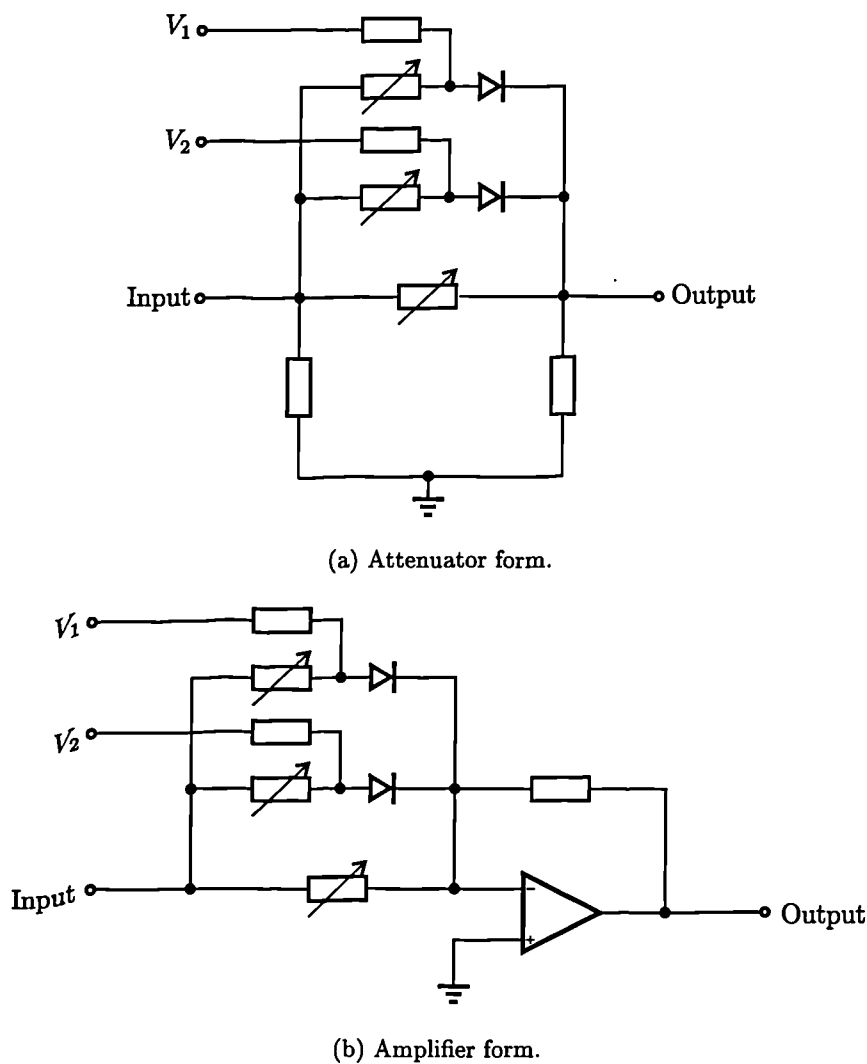 V₁
V₂
Input
Output
(a) Attenuator form.
V₁
V₂
Input
−
+
Output
(b) Amplifier form.